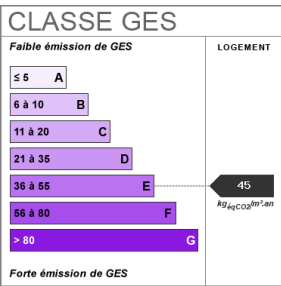 CLASSE GES
Faible émission de GES
LOGEMENT
≤ 5 A
6 à 10 B
11 à 20 C
21 à 35 D
36 à 55 E
45
kgéqCO2/m².an
56 à 80 F
> 80 G
Forte émission de GES